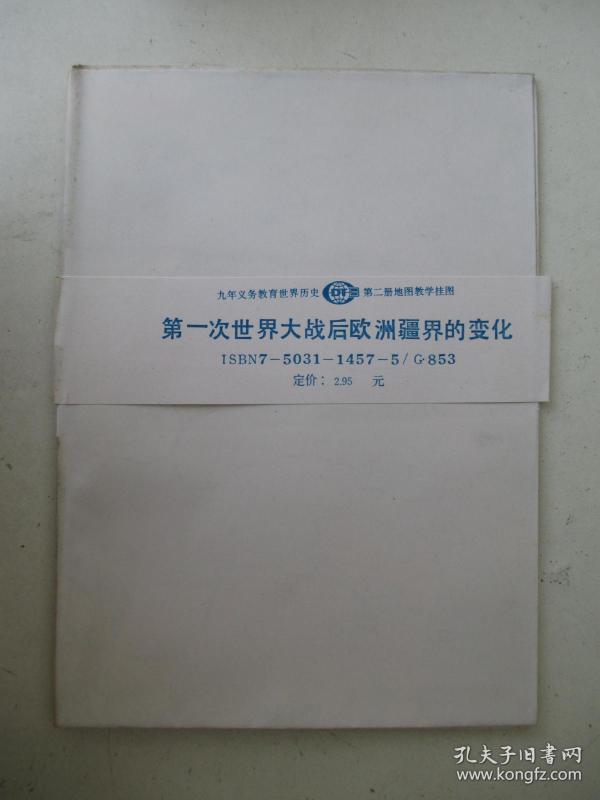 九年义务教育世界历史 第二册地图教学挂图
第一次世界大战后欧洲疆界的变化
ISBN7-5031-1457-5/G·853
定价：2.95 元
孔夫子旧书网
www.kongfz.com